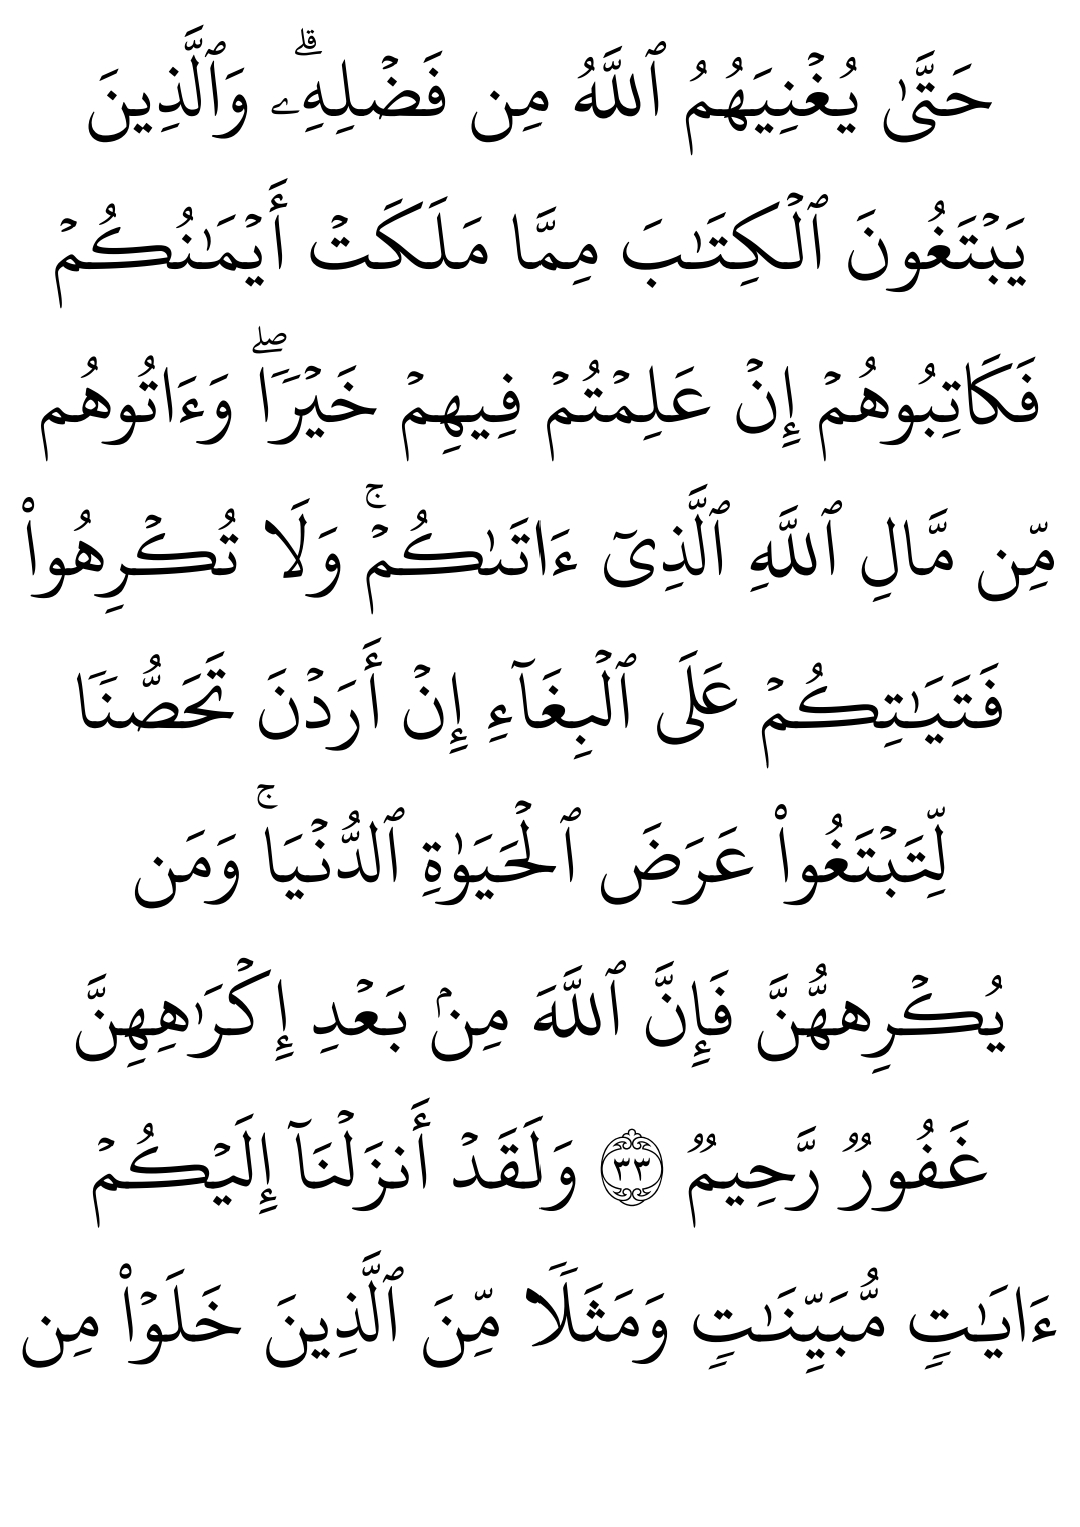 حَتَّىٰ يُغْنِيَهُمُ ٱللَّهُ مِن فَضْلِهِۦۗ وَٱلَّذِينَ
يَبْتَغُونَ ٱلْكِتَـٰبَ مِمَّا مَلَكَتْ أَيْمَـٰنُكُمْ
فَكَاتِبُوهُمْ إِنْ عَلِمْتُمْ فِيهِمْ خَيْرًاۖ وَءَاتُوهُم
مِّن مَّالِ ٱللَّهِ ٱلَّذِىٓ ءَاتَىٰكُمْۚ وَلَا تُكْرِهُوا۟
فَتَيَـٰتِكُمْ عَلَى ٱلْبِغَآءِ إِنْ أَرَدْنَ تَحَصُّنًا
لِّتَبْتَغُوا۟ عَرَضَ ٱلْحَيَوٰةِ ٱلدُّنْيَاۚ وَمَن
يُكْرِههُّنَّ فَإِنَّ ٱللَّهَ مِنۢ بَعْدِ إِكْرَٰهِهِنَّ
غَفُورٌ رَّحِيمٌ ٣٣ وَلَقَدْ أَنزَلْنَآ إِلَيْكُمْ
ءَايَـٰتٍ مُّبَيِّنَـٰتٍ وَمَثَلًا مِّنَ ٱلَّذِينَ خَلَوْا۟ مِن